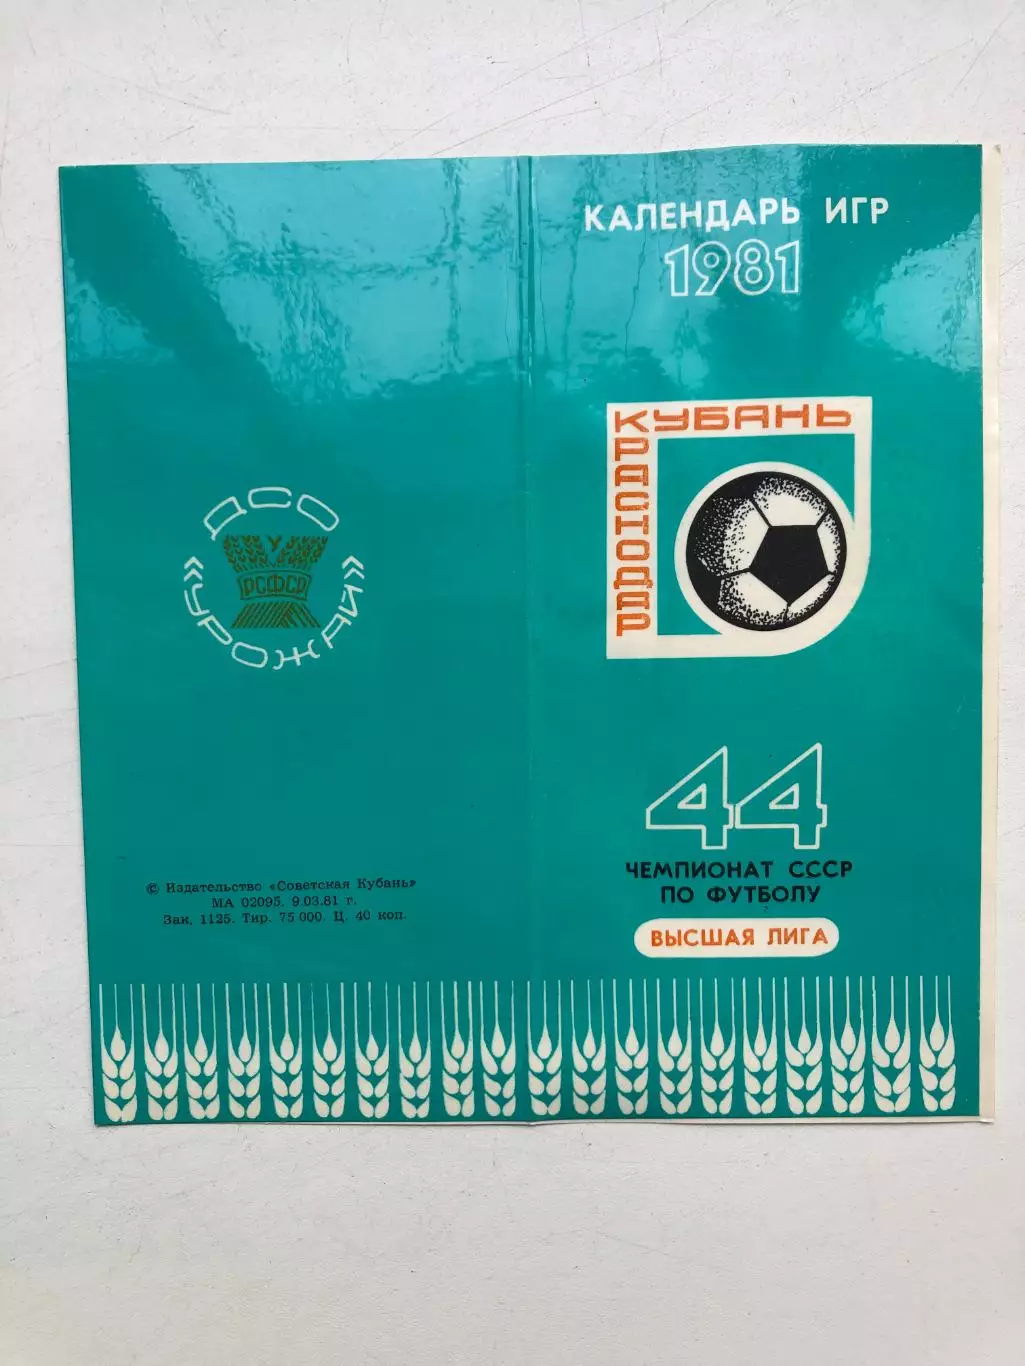 КАЛЕНДАРЬ ИГР
1981
КУБАНЬ
КРАСНОДАР
44
ЧЕМПИОНАТ СССР
ПО ФУТБОЛУ
ВЫСШАЯ ЛИГА
ДСО
«УРОЖАЙ»
У
РСФСР
© Издательство «Советская Кубань»
МА 02095. 9.03.81 г.
Зак. 1125. Тир. 75 000. Ц. 40 коп.